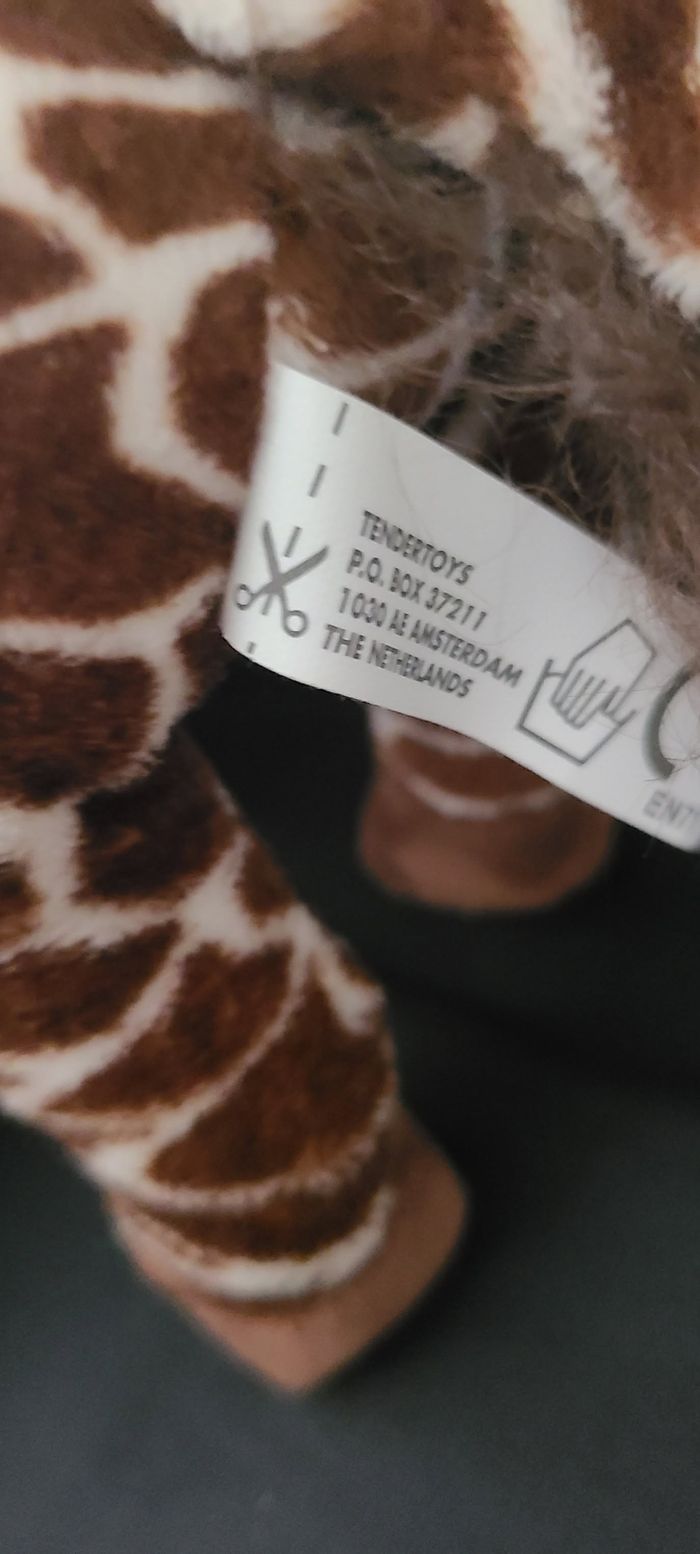 TENDERTOYS
P.O. BOX 37211
1030 AE AMSTERDAM
THE NETHERLANDS